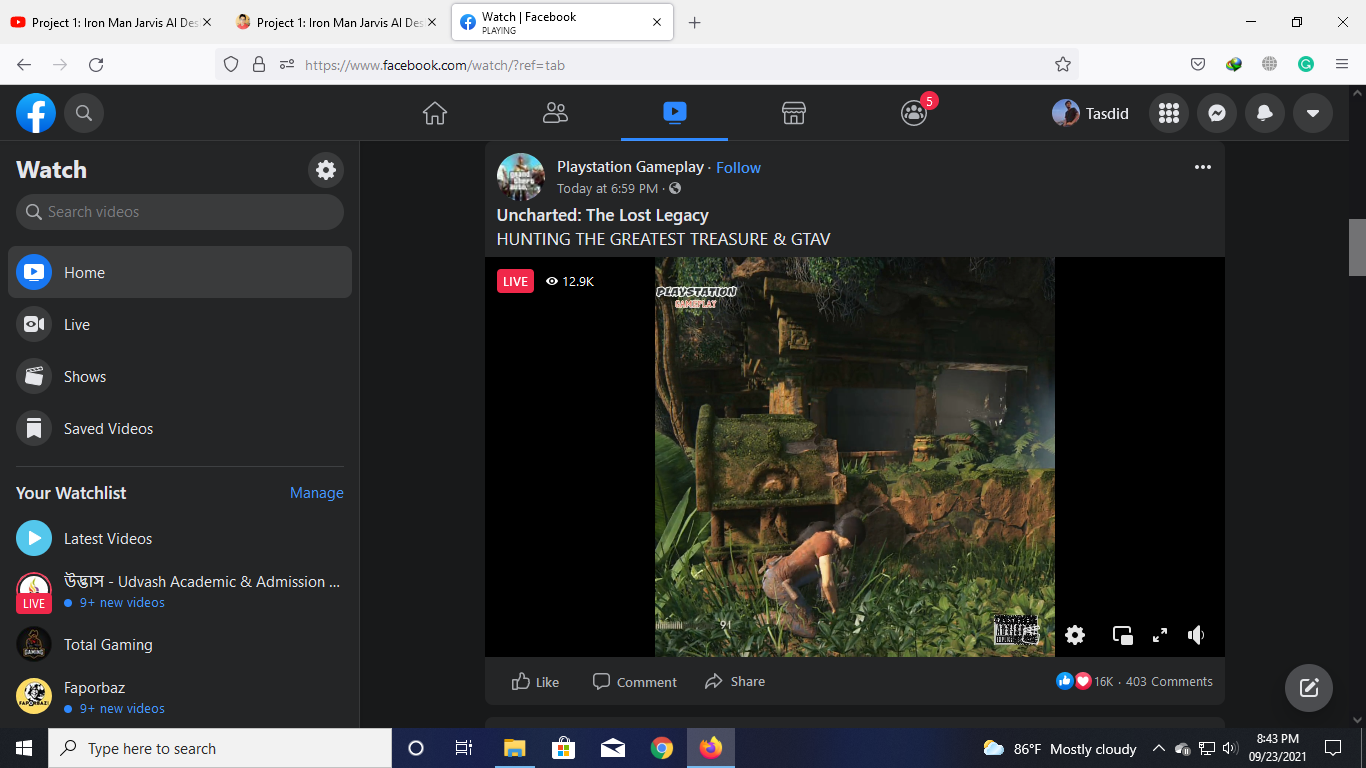 Project 1: Iron Man Jarvis AI Des
Project 1: Iron Man Jarvis AI Des
Watch | Facebook
PLAYING
https://www.facebook.com/watch/?ref=tab
5
Tasdid
Watch
Search videos
Home
Live
Shows
Saved Videos
Your Watchlist
Manage
Latest Videos
উদ্ভাস - Udvash Academic & Admission ...
LIVE
9+ new videos
Total Gaming
Faporbaz
9+ new videos
Playstation Gameplay · Follow
Today at 6:59 PM ·
Uncharted: The Lost Legacy
HUNTING THE GREATEST TREASURE & GTAV
LIVE
12.9K
PLAYSTATION
GAMEPLAY
91
Like
Comment
Share
16K · 403 Comments
Type here to search
86°F Mostly cloudy
8:43 PM
09/23/2021